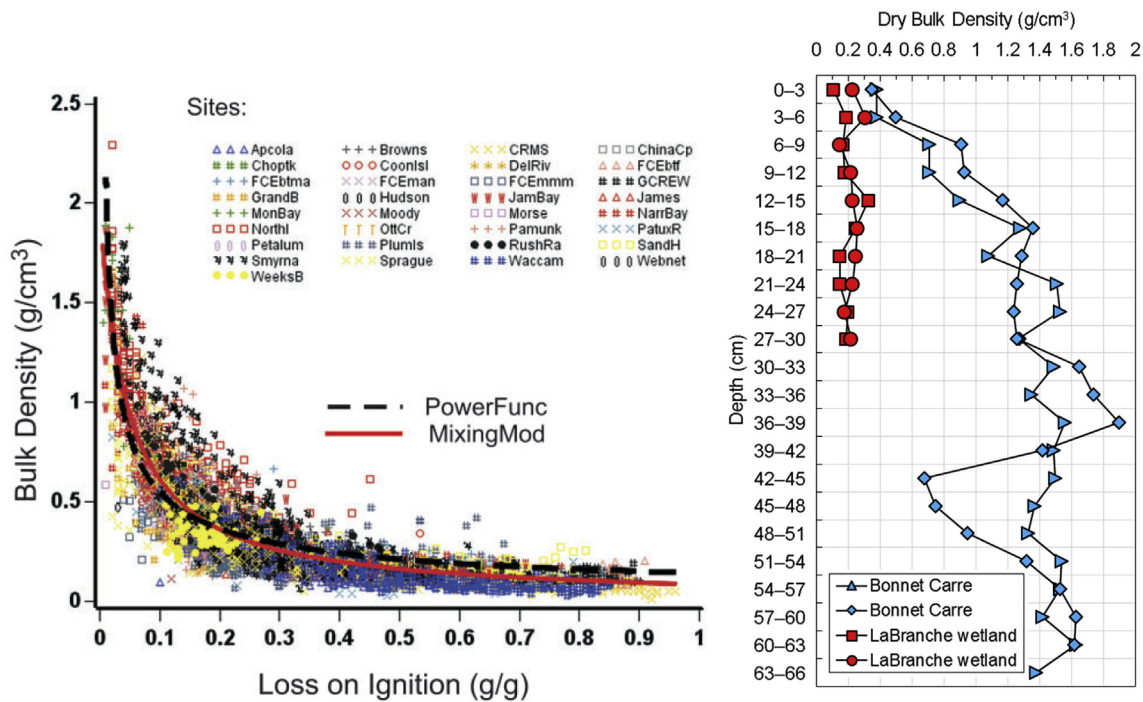 Sites:
Apcola Browns CRMS ChinaCp
Choptk CoonIsl DelRiv FCEbtf
FCEbtma FCEman FCEmmm GCREW
GrandB Hudson JamBay James
MonBay Moody Morse NarrBay
NorthI OttCr Pamunk PatuxR
Petalum PlumIs RushRa SandH
Smyrna Sprague Waccam Webnet
WeeksB
PowerFunc
MixingMod
Bulk Density (g/cm³)
2.5
2.0
1.5
1
0.5
0
0 0.1 0.2 0.3 0.4 0.5 0.6 0.7 0.8 0.9 1
Loss on Ignition (g/g)
Dry Bulk Density (g/cm³)
0 0.2 0.4 0.6 0.8 1 1.2 1.4 1.6 1.8 2
Depth (cm)
0–3
3–6
6–9
9–12
12–15
15–18
18–21
21–24
24–27
27–30
30–33
33–36
36–39
39–42
42–45
45–48
48–51
51–54
54–57
57–60
60–63
63–66
Bonnet Carre
Bonnet Carre
LaBranche wetland
LaBranche wetland